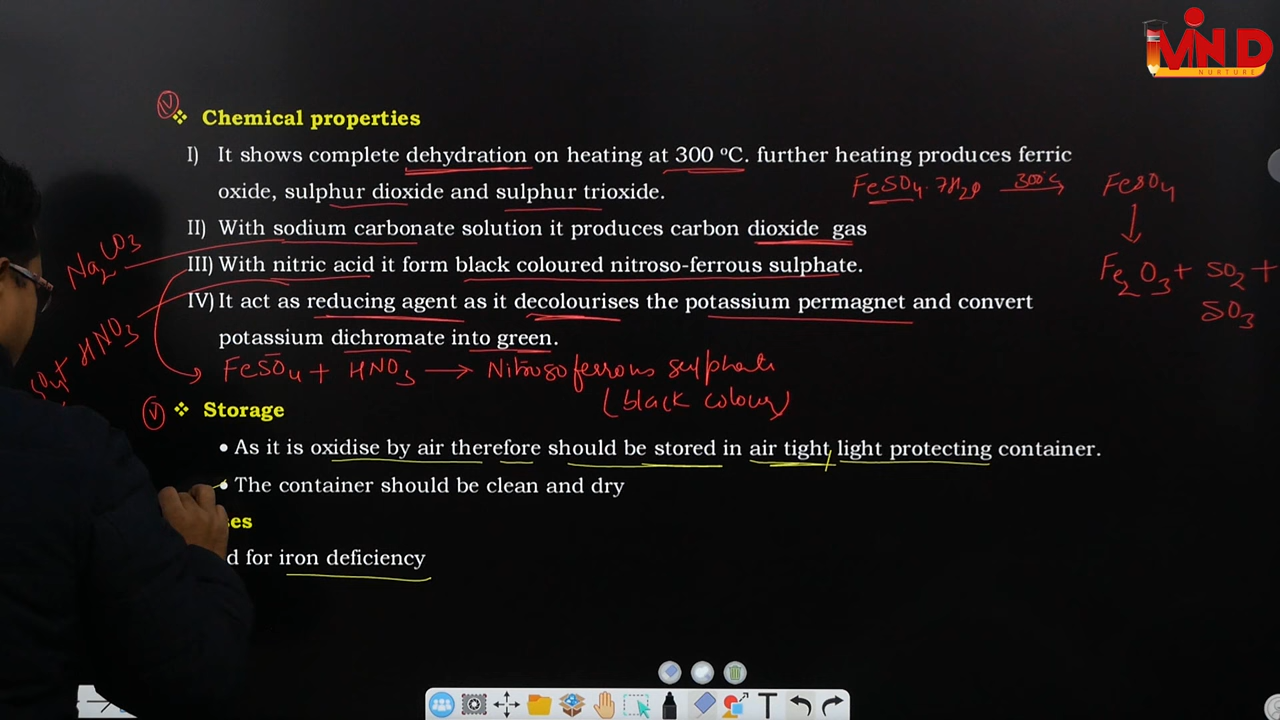 MIND
NURTURE
IV
❖ Chemical properties
I) It shows complete dehydration on heating at 300 ºC. further heating produces ferric
oxide, sulphur dioxide and sulphur trioxide.
FeSO4.7H2O 300°C → FeSO4
↓
Fe2O3 + SO2 +
SO3
II) With sodium carbonate solution it produces carbon dioxide gas
Na2CO3
III) With nitric acid it form black coloured nitroso-ferrous sulphate.
IV) It act as reducing agent as it decolourises the potassium permagnet and convert
potassium dichromate into green.
HNO3
FeSO4 + HNO3 → Nitrosoferrous sulphate
(black colour)
V
❖ Storage
• As it is oxidise by air therefore should be stored in air tight, light protecting container.
• The container should be clean and dry
es
d for iron deficiency
T